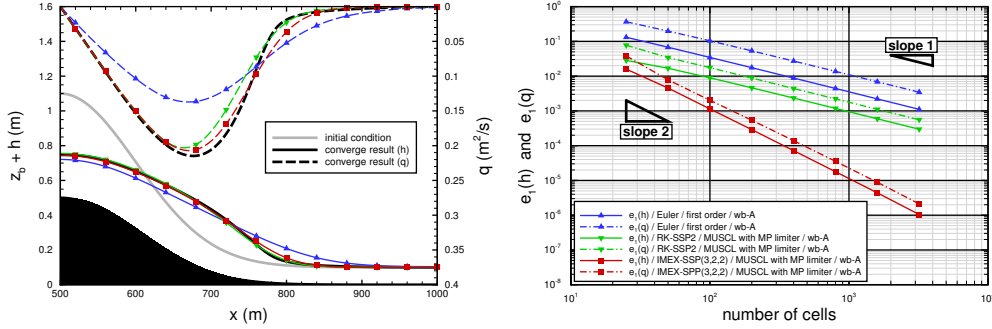 1.6
1.4
1.2
1
0.8
0.6
0.4
0.2
0
z_b + h (m)
500
600
700
800
900
1000
x (m)
0
0.05
0.1
0.15
0.2
0.25
0.3
0.35
0.4
q (m²/s)
initial condition
converge result (h)
converge result (q)
10⁰
10⁻¹
10⁻²
10⁻³
10⁻⁴
10⁻⁵
10⁻⁶
10⁻⁷
10⁻⁸
e₁(h) and e₁(q)
slope 1
slope 2
e₁(h) / Euler / first order / wb-A
e₁(q) / Euler / first order / wb-A
e₁(h) / RK-SSP2 / MUSCL with MP limiter / wb-A
e₁(q) / RK-SSP2 / MUSCL with MP limiter / wb-A
e₁(h) / IMEX-SSP(3,2,2) / MUSCL with MP limiter / wb-A
e₁(q) / IMEX-SPP(3,2,2) / MUSCL with MP limiter / wb-A
10¹
10²
10³
10⁴
number of cells